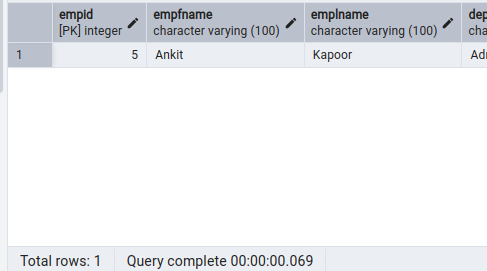 empid empfname emplname dep
[PK] integer character varying (100) character varying (100) cha
1 5 Ankit Kapoor Adr
Total rows: 1 Query complete 00:00:00.069